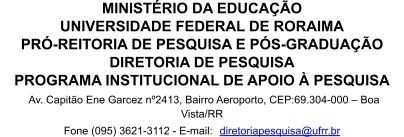 MINISTÉRIO DA EDUCAÇÃO
UNIVERSIDADE FEDERAL DE RORAIMA
PRÓ-REITORIA DE PESQUISA E PÓS-GRADUAÇÃO
DIRETORIA DE PESQUISA
PROGRAMA INSTITUCIONAL DE APOIO À PESQUISA
Av. Capitão Ene Garcez nº2413, Bairro Aeroporto, CEP:69.304-000 – Boa
Vista/RR
Fone (095) 3621-3112 - E-mail: diretoriapesquisa@ufrr.br